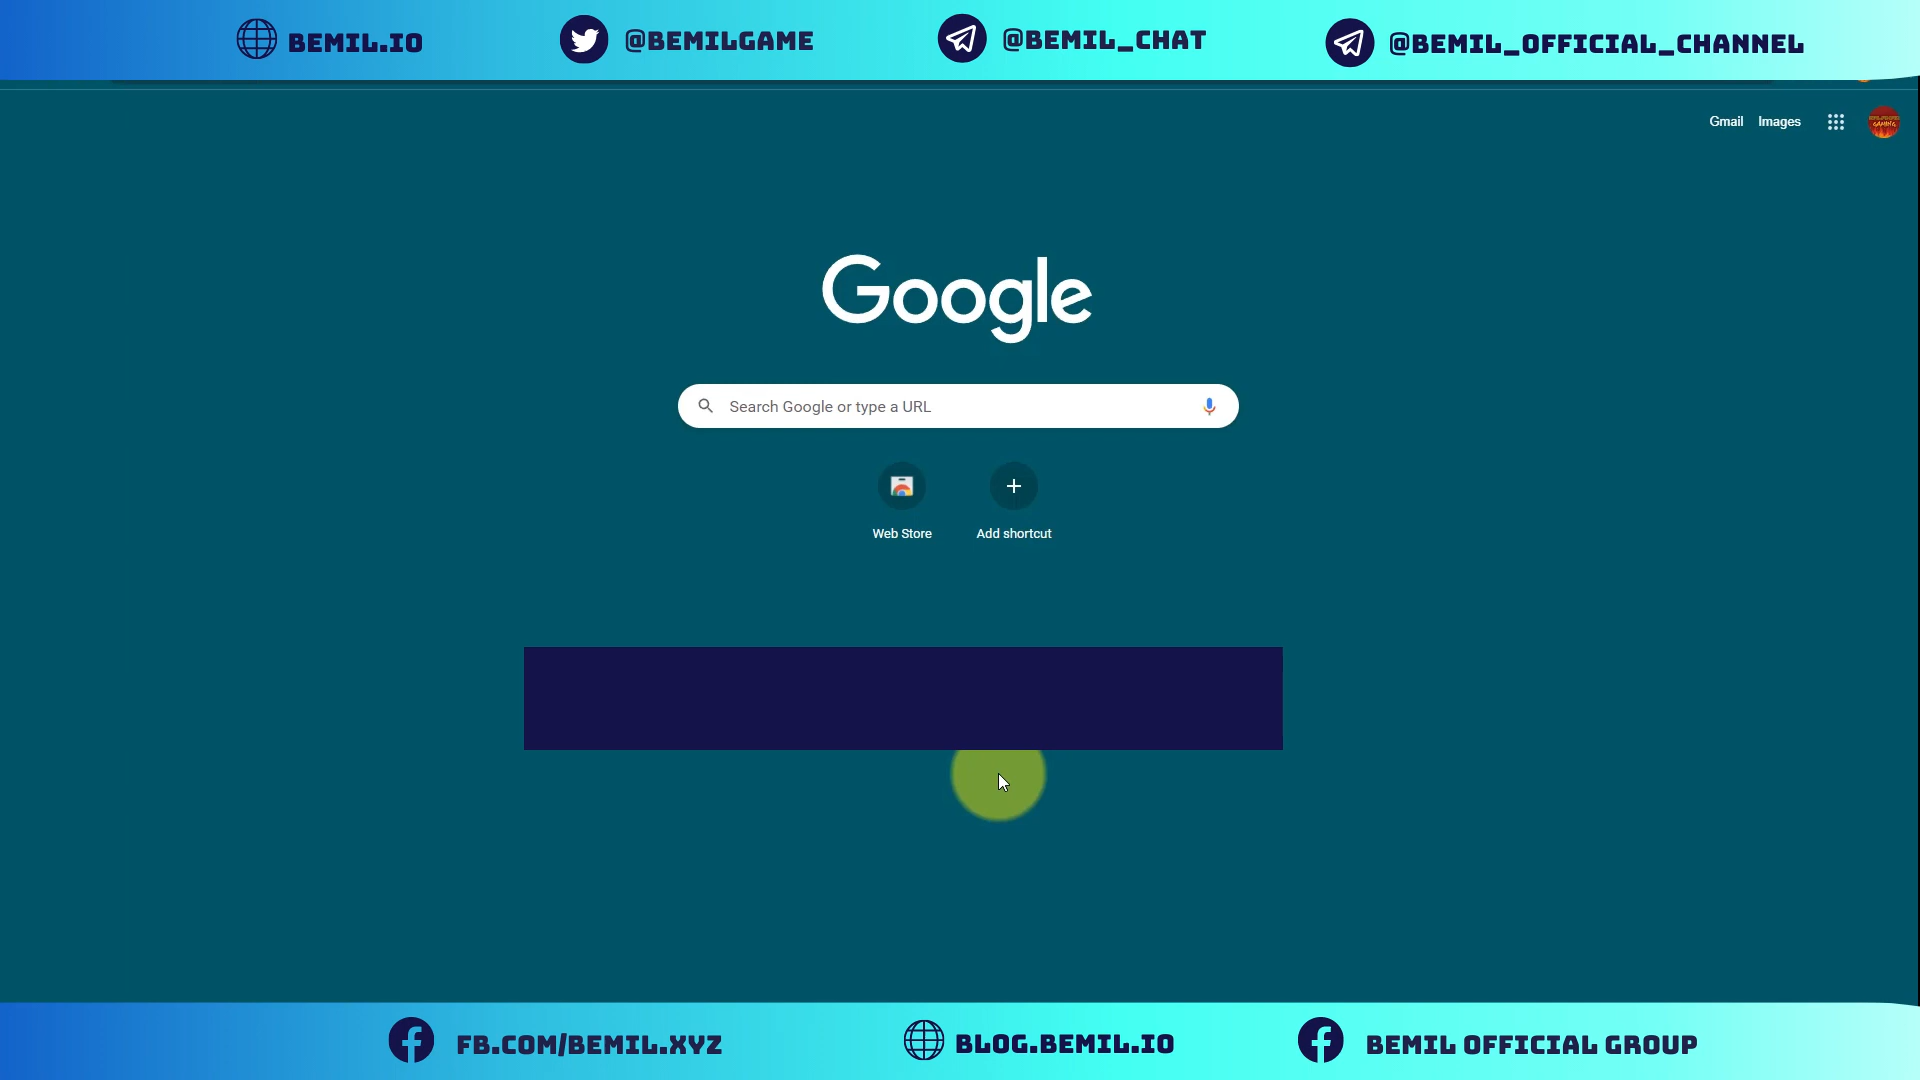 BEMIL.IO
@BEMILGAME
@BEMIL_CHAT
@BEMIL_OFFICIAL_CHANNEL
Gmail Images
Google
Search Google or type a URL
Web Store
Add shortcut
FB.COM/BEMIL.XYZ
BLOG.BEMIL.IO
BEMIL OFFICIAL GROUP